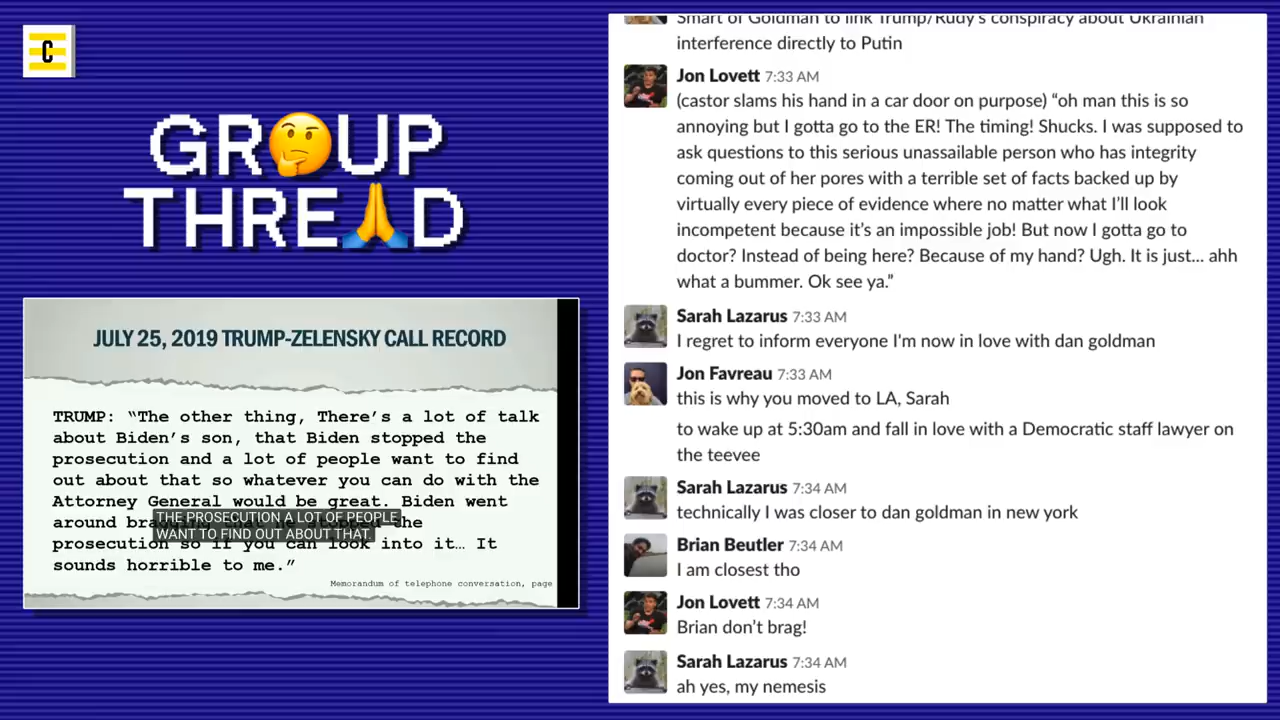 C
GR🤔UP
THRE🙏D
JULY 25, 2019 TRUMP-ZELENSKY CALL RECORD
TRUMP: “The other thing, There’s a lot of talk
about Biden’s son, that Biden stopped the
prosecution and a lot of people want to find
out about that so whatever you can do with the
Attorney General would be great. Biden went
around the
prosecution so if you can look into it… It
sounds horrible to me.”
THE PROSECUTION A LOT OF PEOPLE
WANT TO FIND OUT ABOUT THAT.
Memorandum of telephone conversation, page
Smart of Goldman to link Trump/Rudy’s conspiracy about Ukrainian
interference directly to Putin
Jon Lovett 7:33 AM
(castor slams his hand in a car door on purpose) “oh man this is so
annoying but I gotta go to the ER! The timing! Shucks. I was supposed to
ask questions to this serious unassailable person who has integrity
coming out of her pores with a terrible set of facts backed up by
virtually every piece of evidence where no matter what I’ll look
incompetent because it’s an impossible job! But now I gotta go to
doctor? Instead of being here? Because of my hand? Ugh. It is just... ahh
what a bummer. Ok see ya.”
Sarah Lazarus 7:33 AM
I regret to inform everyone I'm now in love with dan goldman
Jon Favreau 7:33 AM
this is why you moved to LA, Sarah
to wake up at 5:30am and fall in love with a Democratic staff lawyer on
the teevee
Sarah Lazarus 7:34 AM
technically I was closer to dan goldman in new york
Brian Beutler 7:34 AM
I am closest tho
Jon Lovett 7:34 AM
Brian don’t brag!
Sarah Lazarus 7:34 AM
ah yes, my nemesis